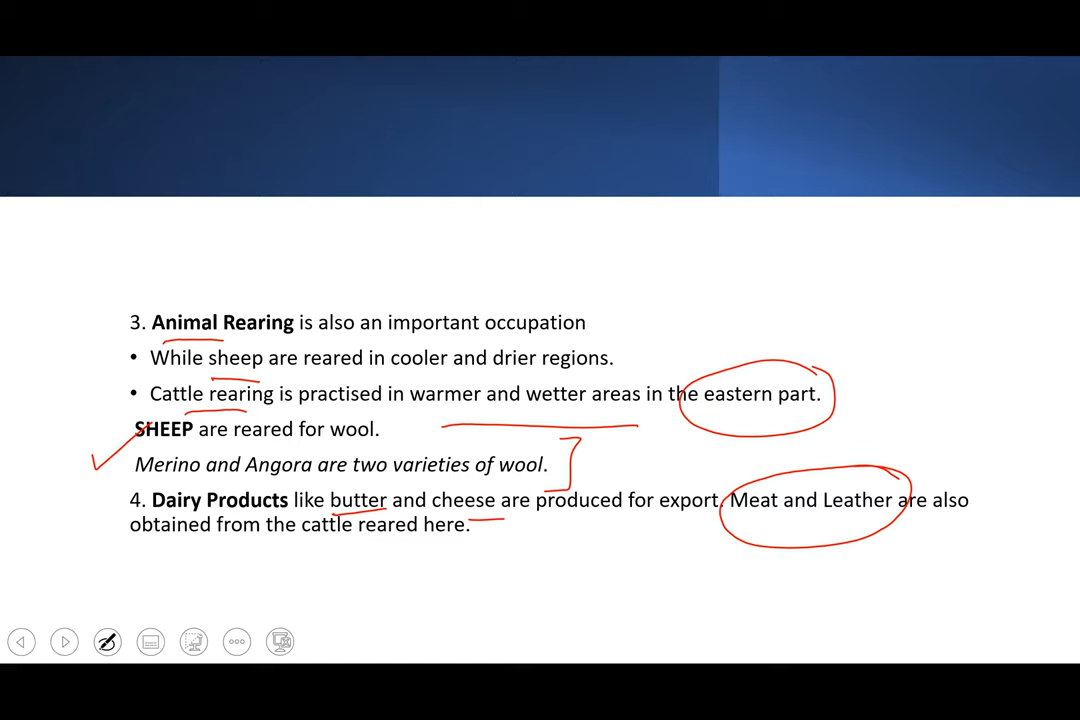 3. Animal Rearing is also an important occupation
• While sheep are reared in cooler and drier regions.
• Cattle rearing is practised in warmer and wetter areas in the eastern part.
SHEEP are reared for wool.
Merino and Angora are two varieties of wool.
4. Dairy Products like butter and cheese are produced for export. Meat and Leather are also
obtained from the cattle reared here.